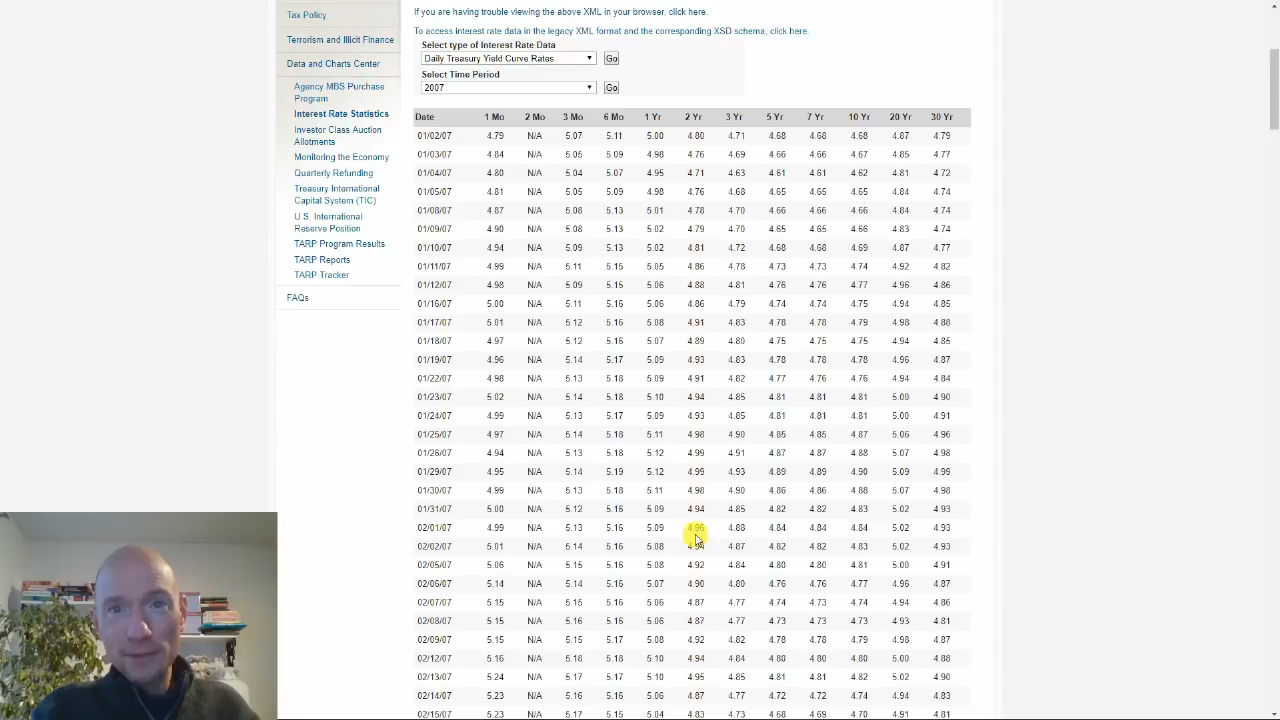 Tax Policy
Terrorism and Illicit Finance
Data and Charts Center
Agency MBS Purchase
Program
Interest Rate Statistics
Investor Class Auction
Allotments
Monitoring the Economy
Quarterly Refunding
Treasury International
Capital System (TIC)
U.S. International
Reserve Position
TARP Program Results
TARP Reports
TARP Tracker
FAQs
If you are having trouble viewing the above XML in your browser, click here.
To access interest rate data in the legacy XML format and the corresponding XSD schema, click here.
Select type of Interest Rate Data
Daily Treasury Yield Curve Rates Go
Select Time Period
2007 Go
Date 1 Mo 2 Mo 3 Mo 6 Mo 1 Yr 2 Yr 3 Yr 5 Yr 7 Yr 10 Yr 20 Yr 30 Yr
01/02/07 4.79 N/A 5.07 5.11 5.00 4.80 4.71 4.68 4.68 4.68 4.87 4.79
01/03/07 4.84 N/A 5.05 5.09 4.98 4.76 4.69 4.66 4.66 4.67 4.85 4.77
01/04/07 4.80 N/A 5.04 5.07 4.95 4.71 4.63 4.61 4.61 4.62 4.81 4.72
01/05/07 4.81 N/A 5.05 5.09 4.98 4.76 4.68 4.65 4.65 4.65 4.84 4.74
01/08/07 4.87 N/A 5.08 5.13 5.01 4.78 4.70 4.66 4.66 4.66 4.84 4.74
01/09/07 4.90 N/A 5.08 5.13 5.02 4.79 4.70 4.65 4.65 4.66 4.83 4.74
01/10/07 4.94 N/A 5.09 5.13 5.02 4.81 4.72 4.68 4.68 4.69 4.87 4.77
01/11/07 4.99 N/A 5.11 5.15 5.05 4.86 4.78 4.73 4.73 4.74 4.92 4.82
01/12/07 4.98 N/A 5.09 5.15 5.06 4.88 4.81 4.76 4.76 4.77 4.96 4.86
01/16/07 5.00 N/A 5.11 5.16 5.06 4.86 4.79 4.74 4.74 4.75 4.94 4.85
01/17/07 5.01 N/A 5.12 5.16 5.08 4.91 4.83 4.78 4.78 4.79 4.98 4.88
01/18/07 4.97 N/A 5.12 5.16 5.07 4.89 4.80 4.75 4.75 4.75 4.94 4.85
01/19/07 4.96 N/A 5.14 5.17 5.09 4.93 4.83 4.78 4.78 4.78 4.96 4.87
01/22/07 4.98 N/A 5.13 5.18 5.09 4.91 4.82 4.77 4.76 4.76 4.94 4.84
01/23/07 5.02 N/A 5.14 5.18 5.10 4.94 4.85 4.81 4.81 4.81 5.00 4.90
01/24/07 4.99 N/A 5.13 5.17 5.09 4.93 4.85 4.81 4.81 4.81 5.00 4.91
01/25/07 4.97 N/A 5.14 5.18 5.11 4.98 4.90 4.85 4.85 4.87 5.06 4.96
01/26/07 4.94 N/A 5.13 5.18 5.12 4.99 4.91 4.87 4.87 4.88 5.07 4.98
01/29/07 4.95 N/A 5.14 5.19 5.12 4.99 4.93 4.89 4.89 4.90 5.09 4.99
01/30/07 4.99 N/A 5.13 5.18 5.11 4.98 4.90 4.86 4.86 4.88 5.07 4.98
01/31/07 5.00 N/A 5.12 5.16 5.09 4.94 4.85 4.82 4.82 4.83 5.02 4.93
02/01/07 4.99 N/A 5.13 5.16 5.09 4.96 4.88 4.84 4.84 4.84 5.02 4.93
02/02/07 5.01 N/A 5.14 5.16 5.08 4.94 4.87 4.82 4.82 4.83 5.02 4.93
02/05/07 5.06 N/A 5.15 5.16 5.08 4.92 4.84 4.80 4.80 4.81 5.00 4.91
02/06/07 5.14 N/A 5.14 5.16 5.07 4.90 4.80 4.76 4.76 4.77 4.96 4.87
02/07/07 5.15 N/A 5.15 5.16 5.06 4.87 4.77 4.74 4.73 4.74 4.94 4.86
02/08/07 5.15 N/A 5.16 5.16 5.06 4.87 4.77 4.73 4.73 4.73 4.93 4.81
02/09/07 5.15 N/A 5.15 5.17 5.08 4.92 4.82 4.78 4.78 4.79 4.98 4.87
02/12/07 5.16 N/A 5.18 5.18 5.10 4.94 4.84 4.80 4.80 4.80 5.00 4.88
02/13/07 5.24 N/A 5.17 5.17 5.10 4.95 4.85 4.81 4.81 4.82 5.02 4.90
02/14/07 5.23 N/A 5.16 5.16 5.06 4.87 4.77 4.72 4.72 4.74 4.94 4.83
02/15/07 5.23 N/A 5.17 5.15 5.04 4.83 4.73 4.68 4.69 4.70 4.91 4.81